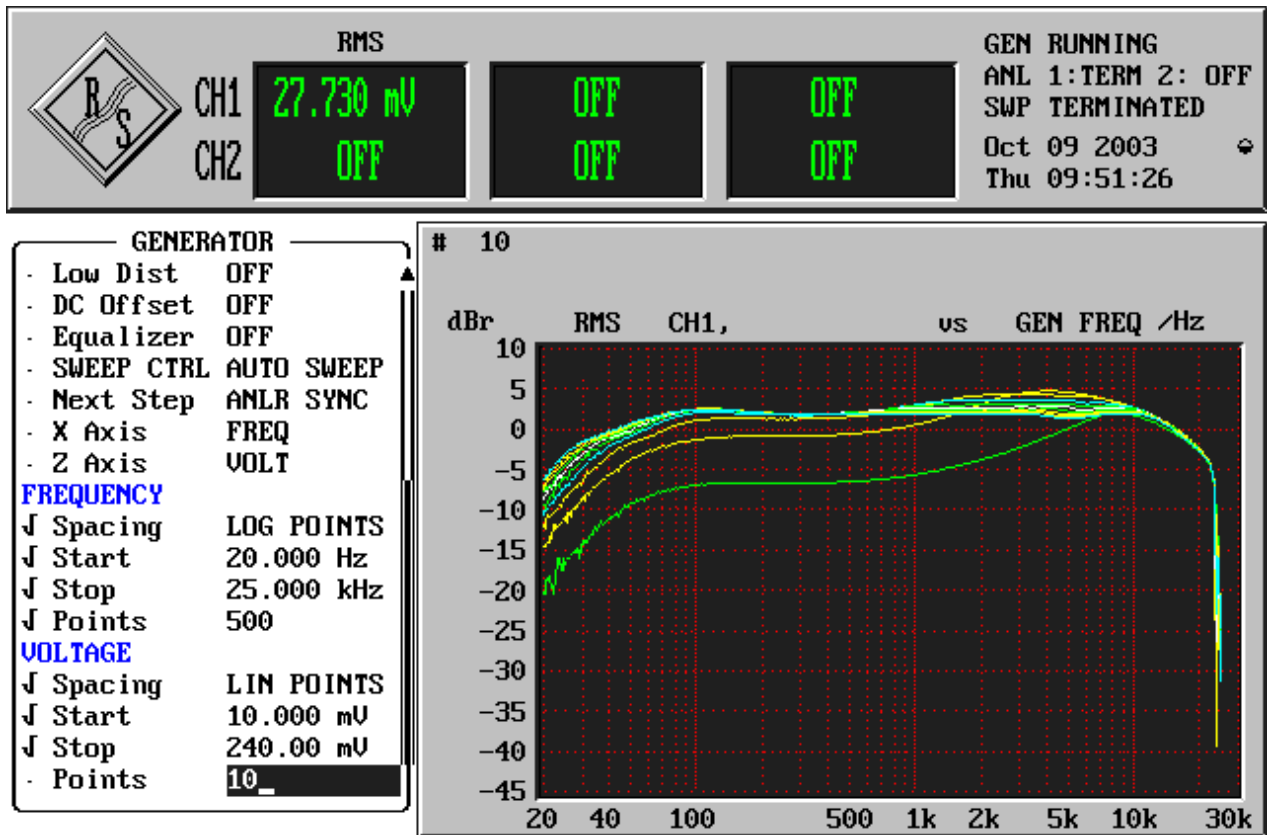 R S
RMS
CH1 27.730 mV OFF OFF
CH2 OFF OFF OFF
GEN RUNNING
ANL 1:TERM 2: OFF
SWP TERMINATED
Oct 09 2003
Thu 09:51:26
GENERATOR
· Low Dist OFF
· DC Offset OFF
· Equalizer OFF
· SWEEP CTRL AUTO SWEEP
· Next Step ANLR SYNC
· X Axis FREQ
· Z Axis VOLT
FREQUENCY
√ Spacing LOG POINTS
√ Start 20.000 Hz
√ Stop 25.000 kHz
√ Points 500
VOLTAGE
√ Spacing LIN POINTS
√ Start 10.000 mV
√ Stop 240.00 mV
· Points 10_
# 10
dBr RMS CH1, vs GEN FREQ /Hz
10
5
0
-5
-10
-15
-20
-25
-30
-35
-40
-45
20 40 100 500 1k 2k 5k 10k 30k